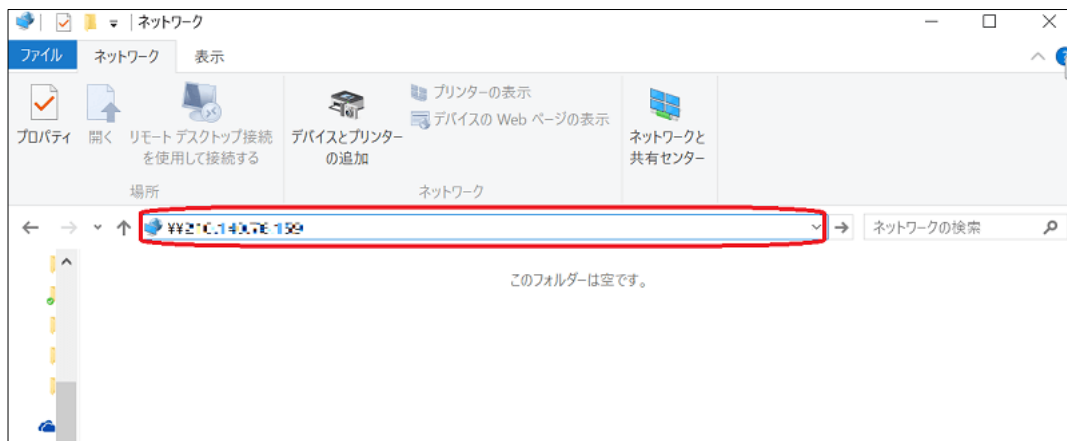 ネットワーク
ファイル ネットワーク 表示
プロパティ
開く
リモート デスクトップ接続
を使用して接続する
デバイスとプリンター
の追加
プリンターの表示
デバイスの Web ページの表示
ネットワークと
共有センター
場所
ネットワーク
ネットワークの検索
このフォルダーは空です。